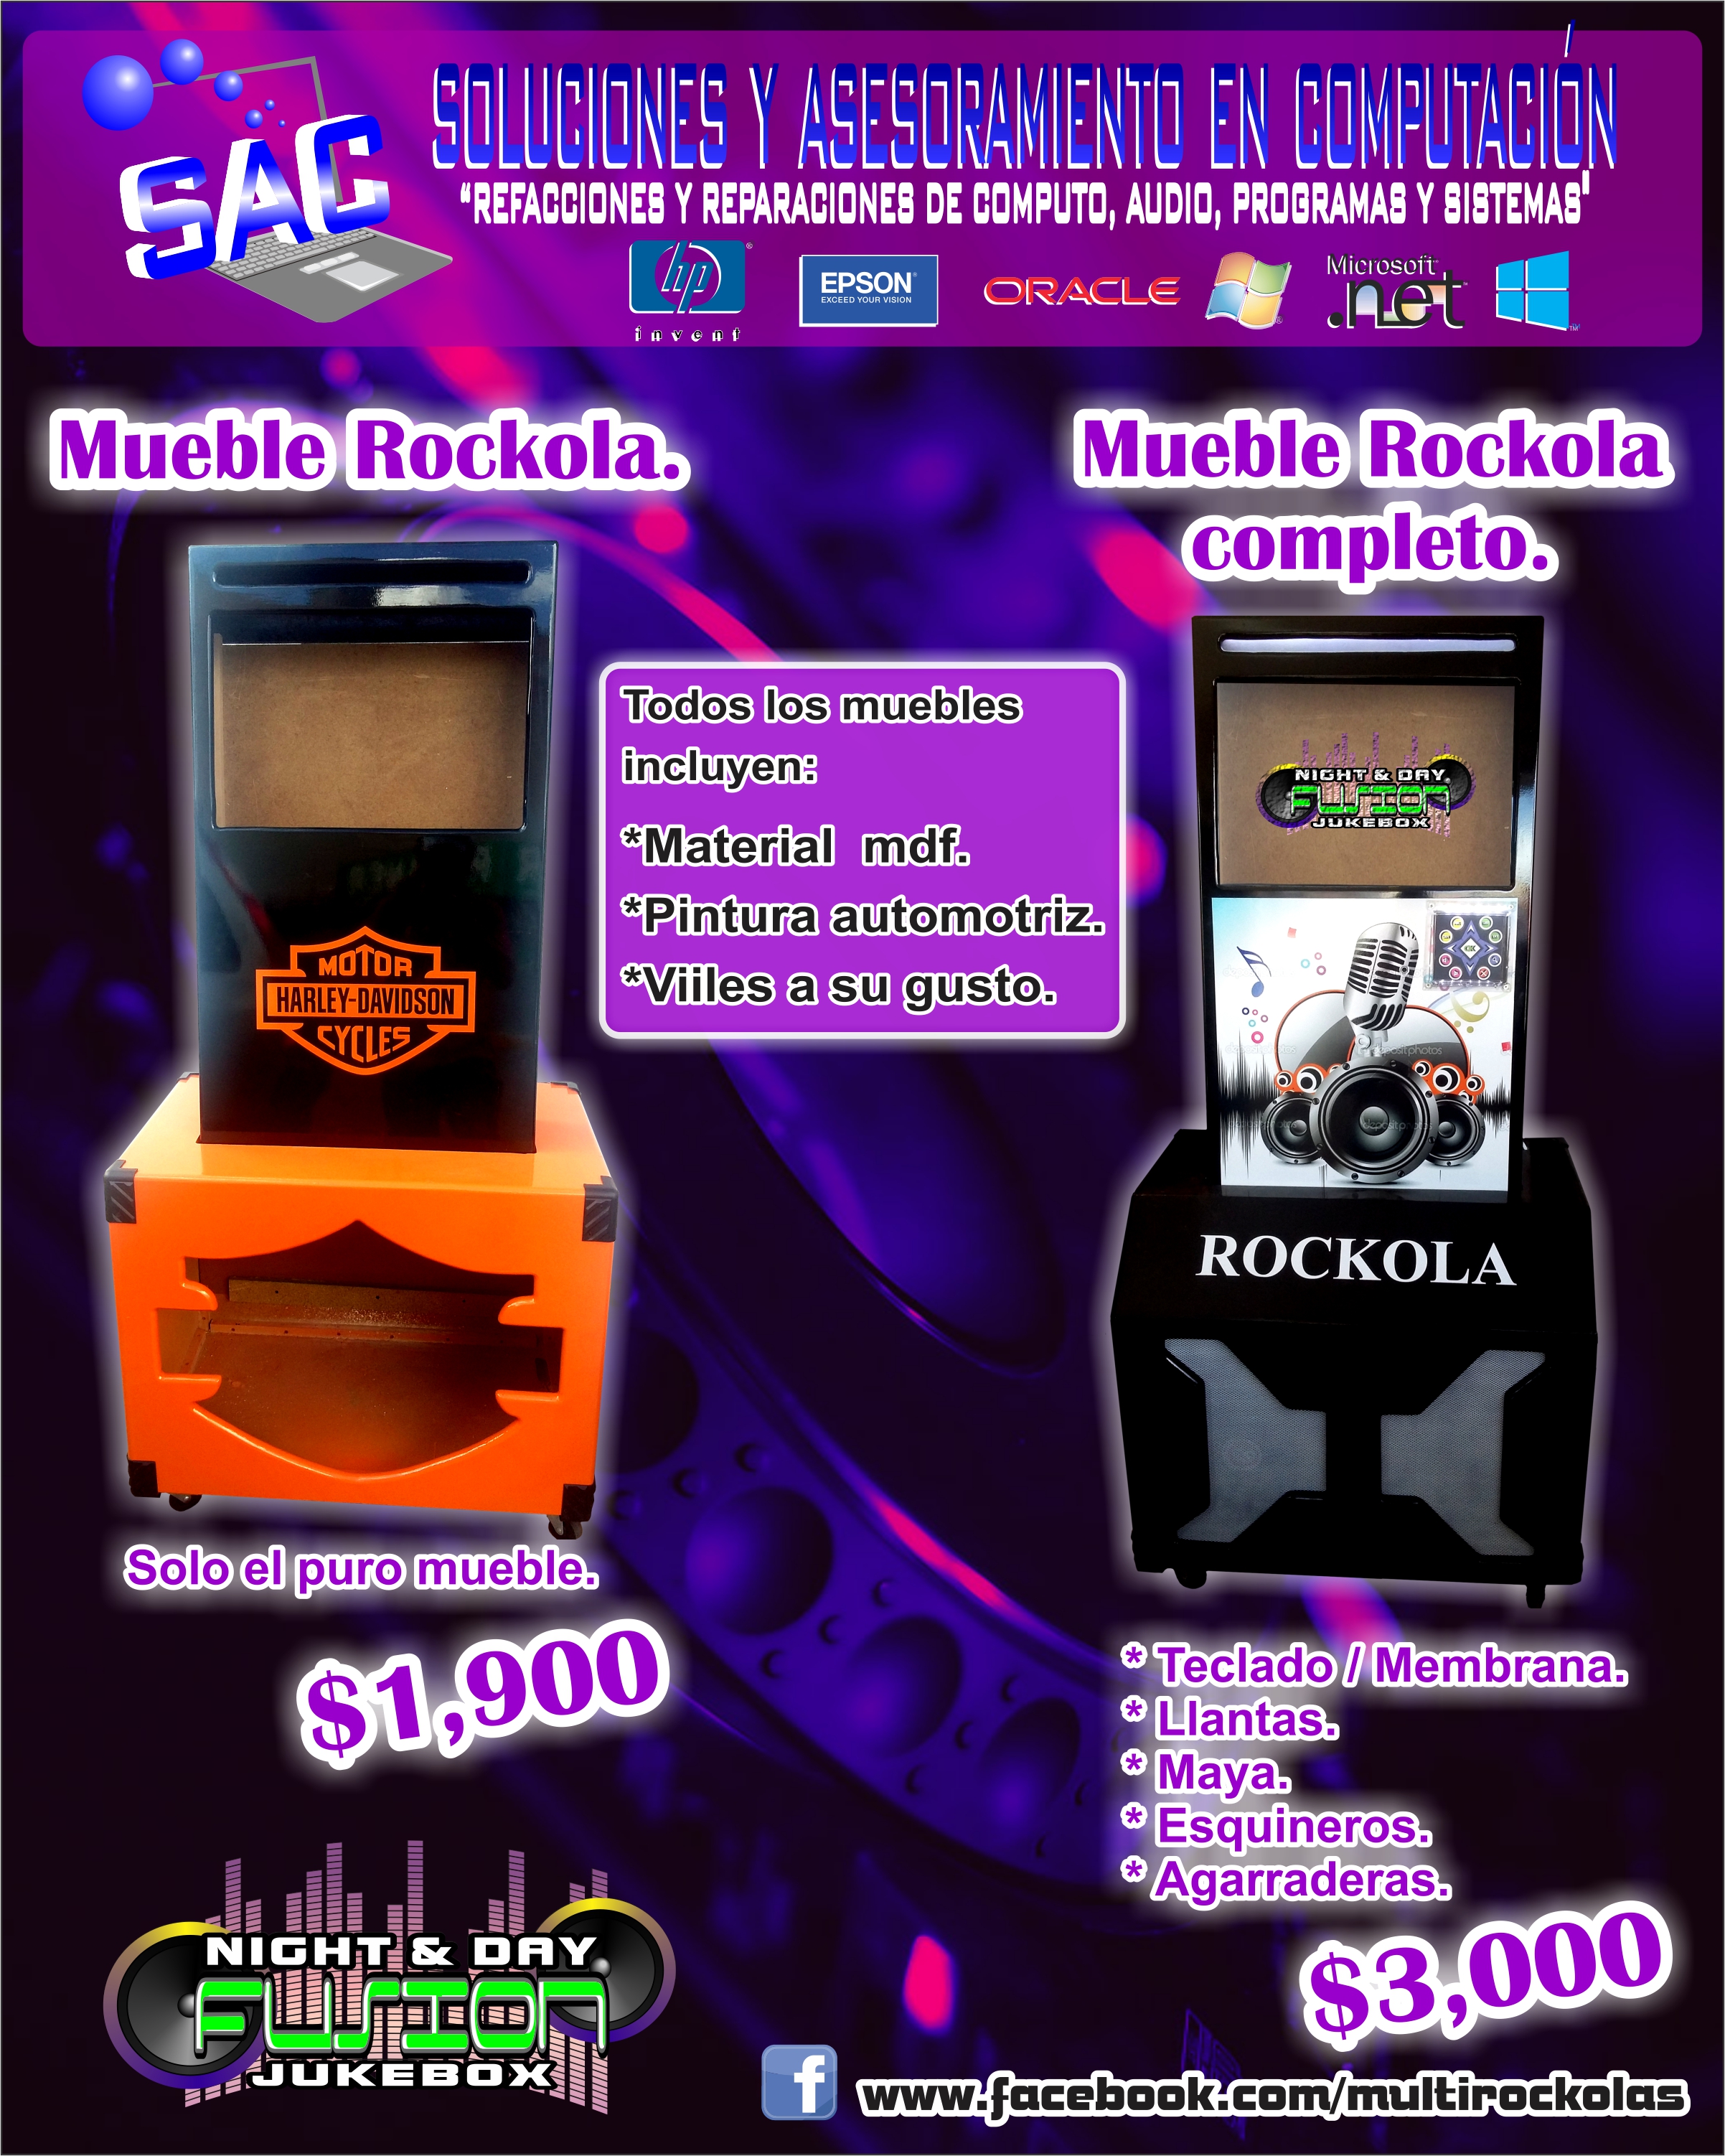 SAC
SOLUCIONES Y ASESORAMIENTO EN COMPUTACIÓN
"REFACCIONES Y REPARACIONES DE COMPUTO, AUDIO, PROGRAMAS Y SISTEMAS"
hp®
invent
EPSON®
EXCEED YOUR VISION
ORACLE
Microsoft®
.net™
Mueble Rockola.
Mueble Rockola
completo.
Todos los muebles
incluyen:
*Material mdf.
*Pintura automotriz.
*Viiles a su gusto.
MOTOR
HARLEY-DAVIDSON
CYCLES
NIGHT & DAY
FUSION
JUKEBOX
depositphotos
depositphotos
ROCKOLA
Solo el puro mueble.
$1,900
* Teclado / Membrana.
* Llantas.
* Maya.
* Esquineros.
* Agarraderas.
$3,000
NIGHT & DAY
FUSION
JUKEBOX
f www.facebook.com/multirockolas